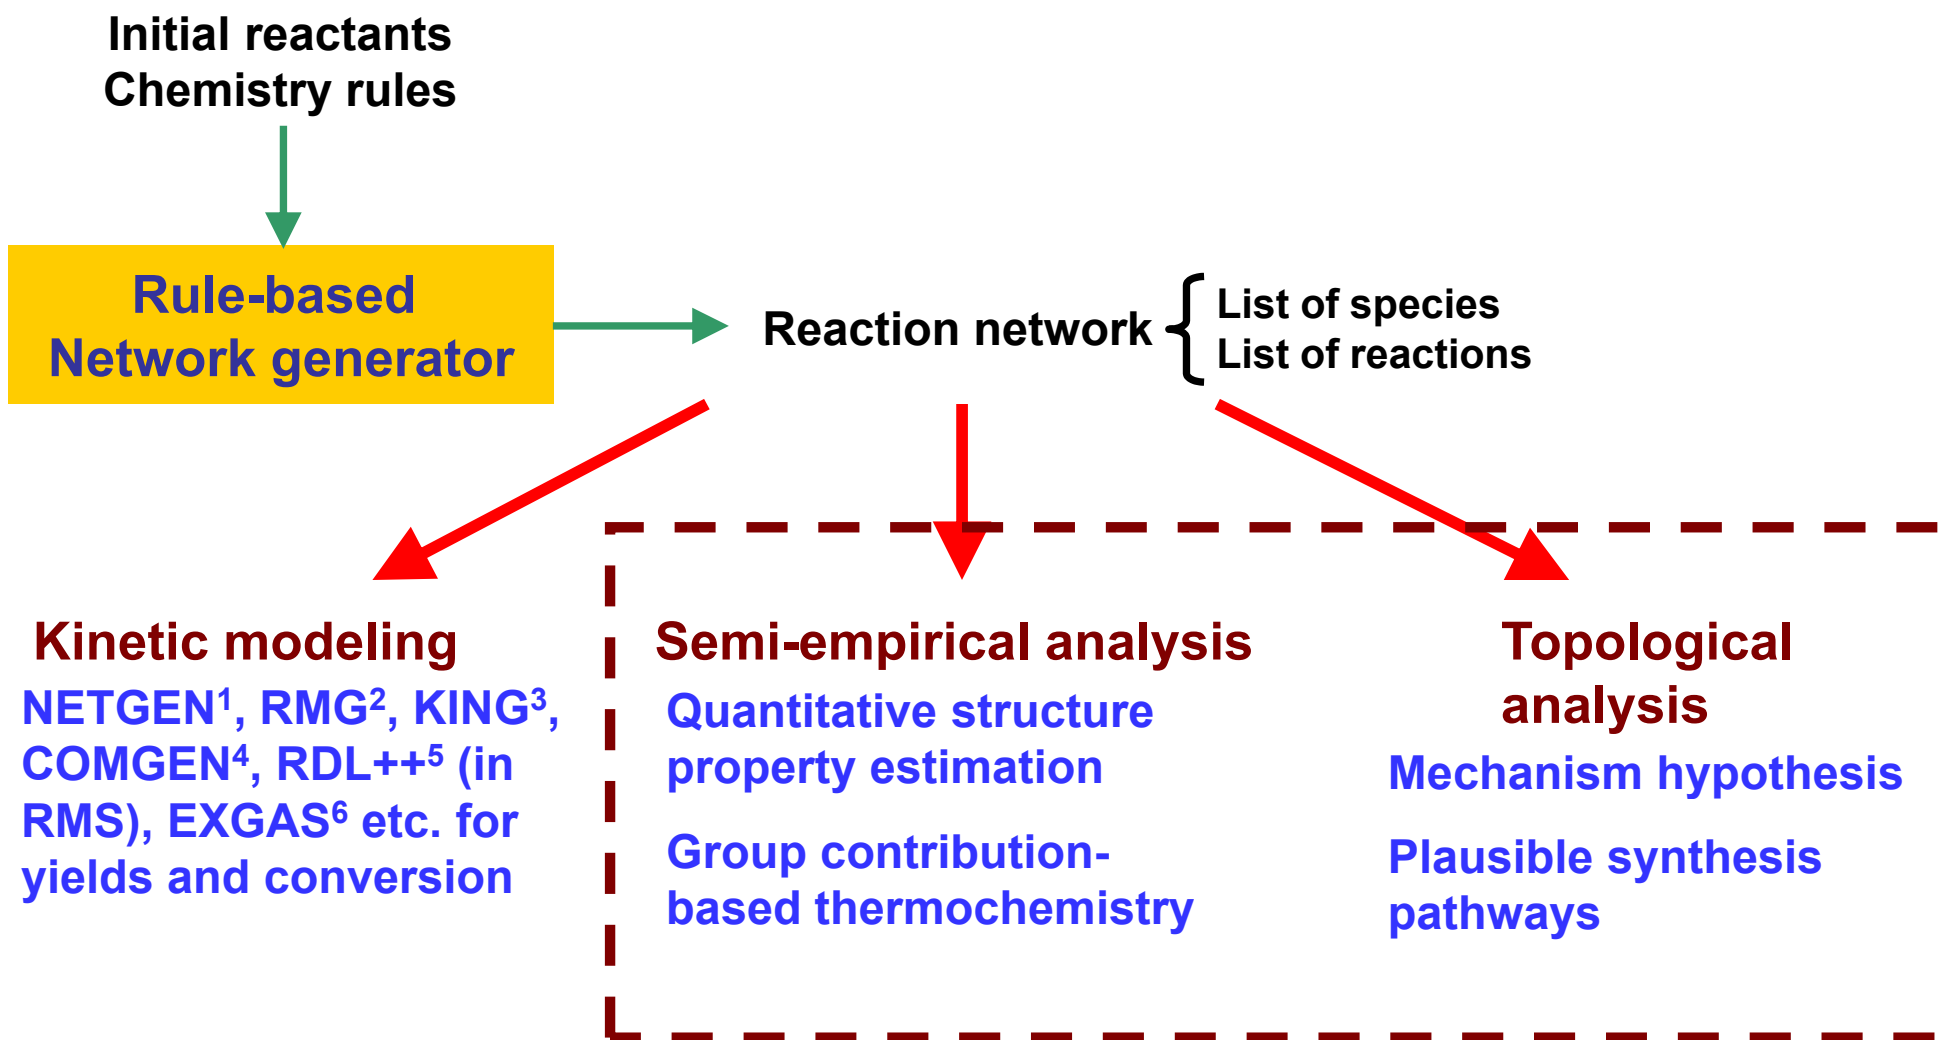 Initial reactants
Chemistry rules
Rule-based
Network generator
Reaction network
List of species
List of reactions
Kinetic modeling
NETGEN¹, RMG², KING³,
COMGEN⁴, RDL++⁵ (in
RMS), EXGAS⁶ etc. for
yields and conversion
Semi-empirical analysis
Quantitative structure
property estimation
Group contribution-
based thermochemistry
Topological
analysis
Mechanism hypothesis
Plausible synthesis
pathways